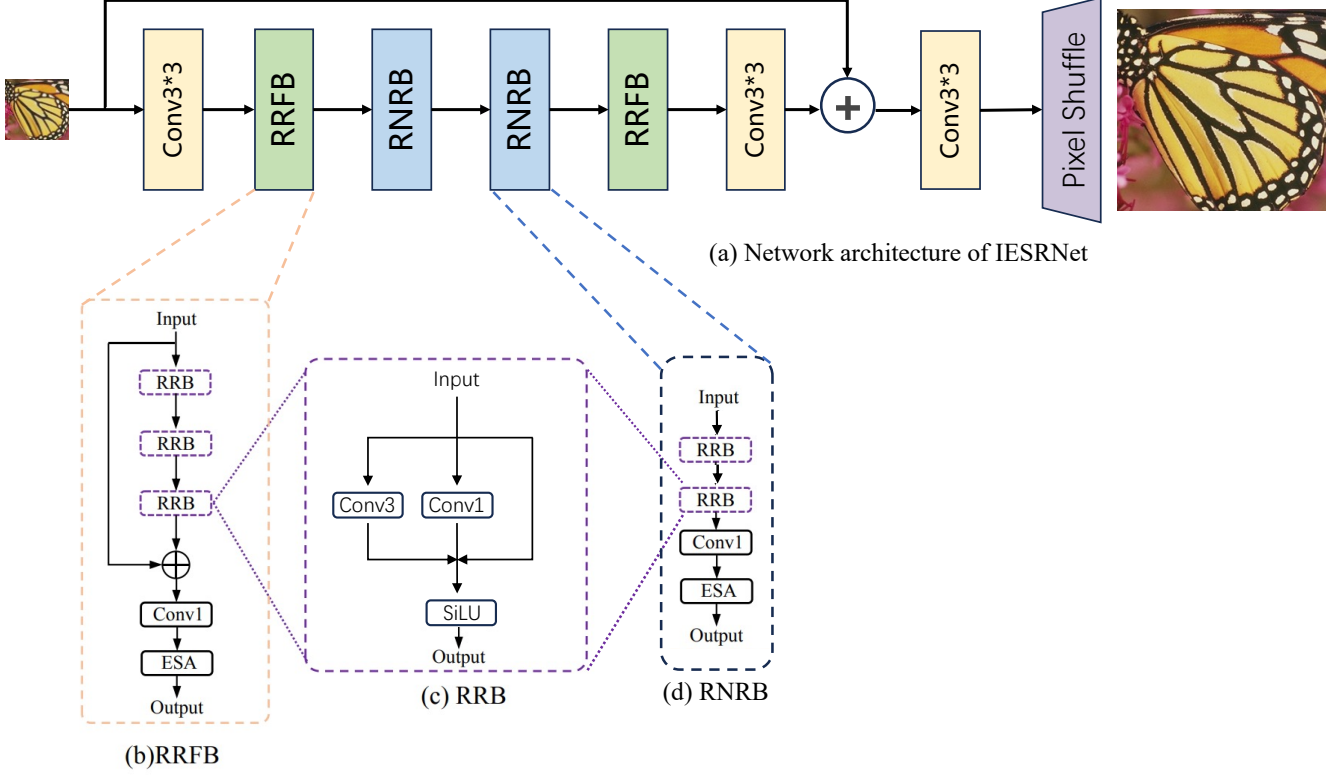 Conv3*3
RRFB
RNRB
RNRB
RRFB
Conv3*3
+
Conv3*3
Pixel Shuffle
(a) Network architecture of IESRNet
Input
RRB
RRB
RRB
Conv1
ESA
Output
(b)RRFB
Input
Conv3
Conv1
SiLU
Output
(c) RRB
Input
RRB
RRB
Conv1
ESA
Output
(d) RNRB